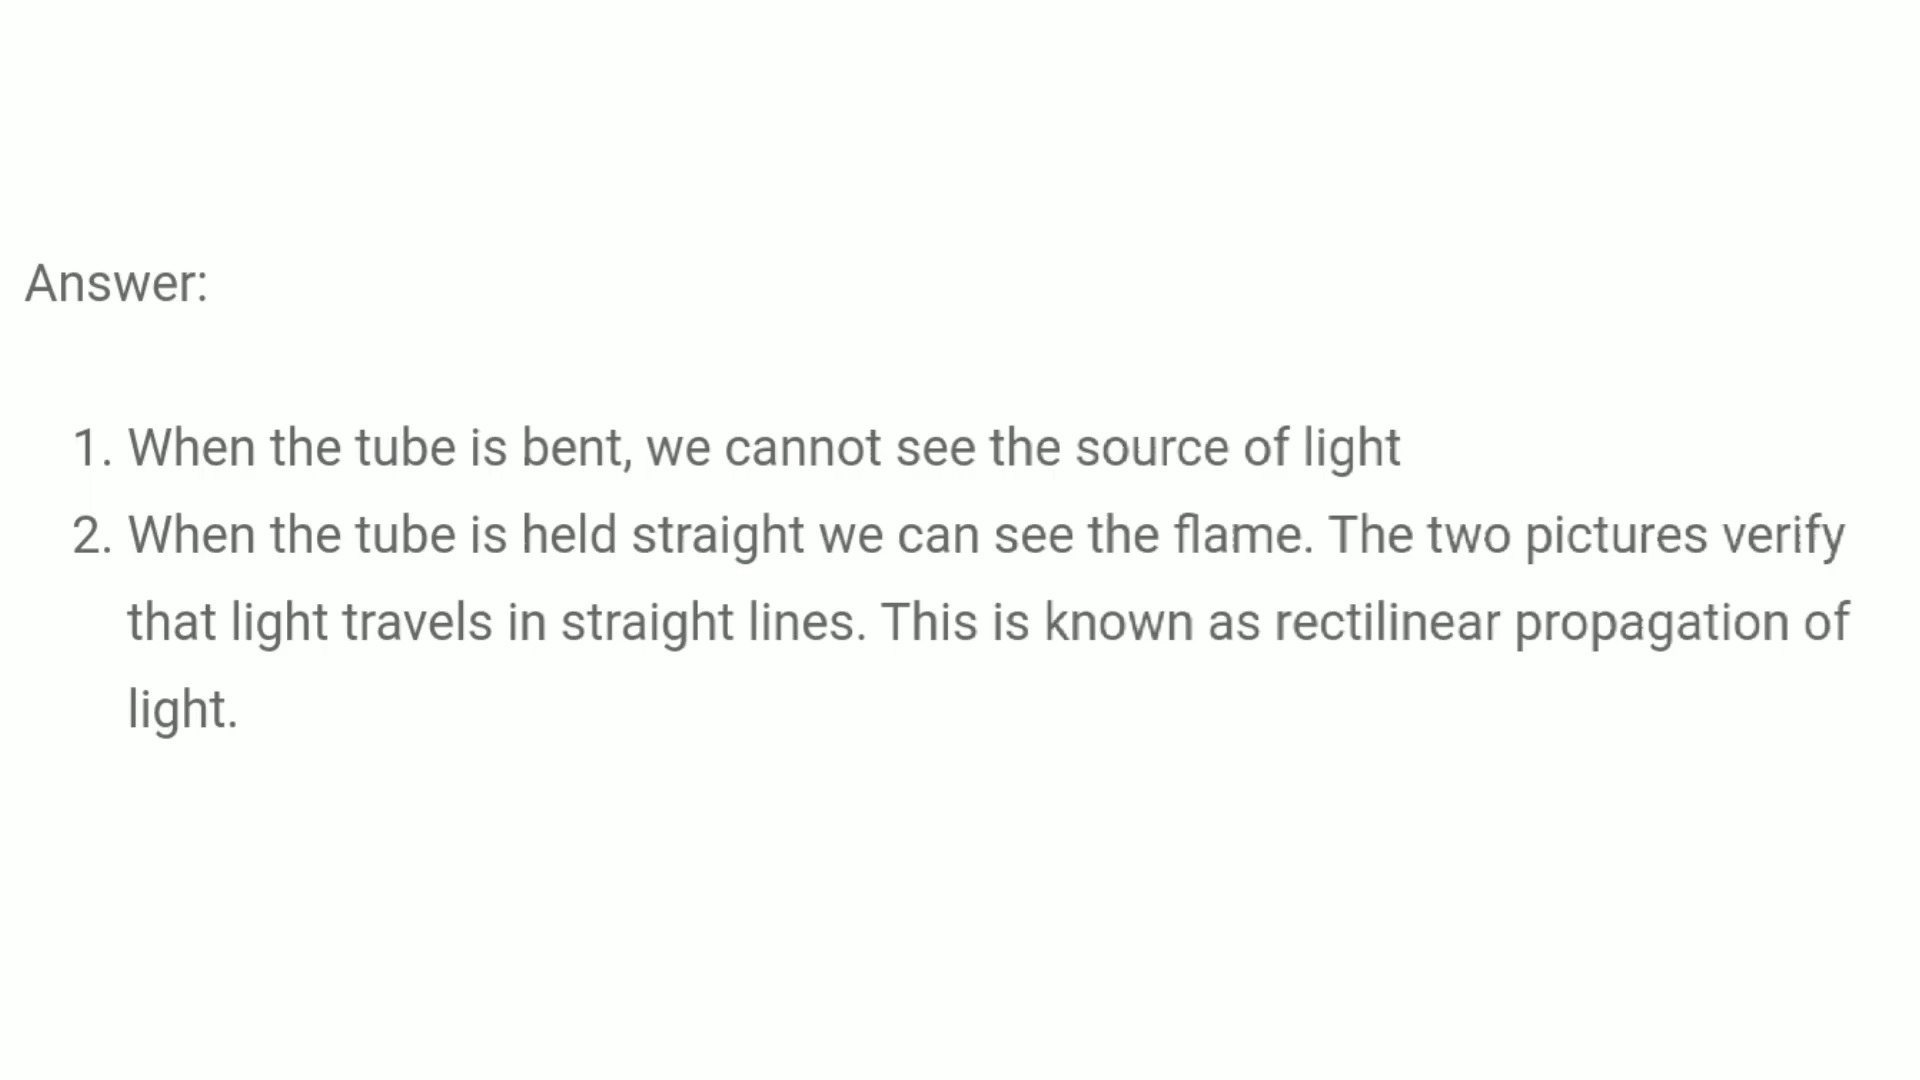 Answer:
1. When the tube is bent, we cannot see the source of light
2. When the tube is held straight we can see the flame. The two pictures verify
that light travels in straight lines. This is known as rectilinear propagation of
light.